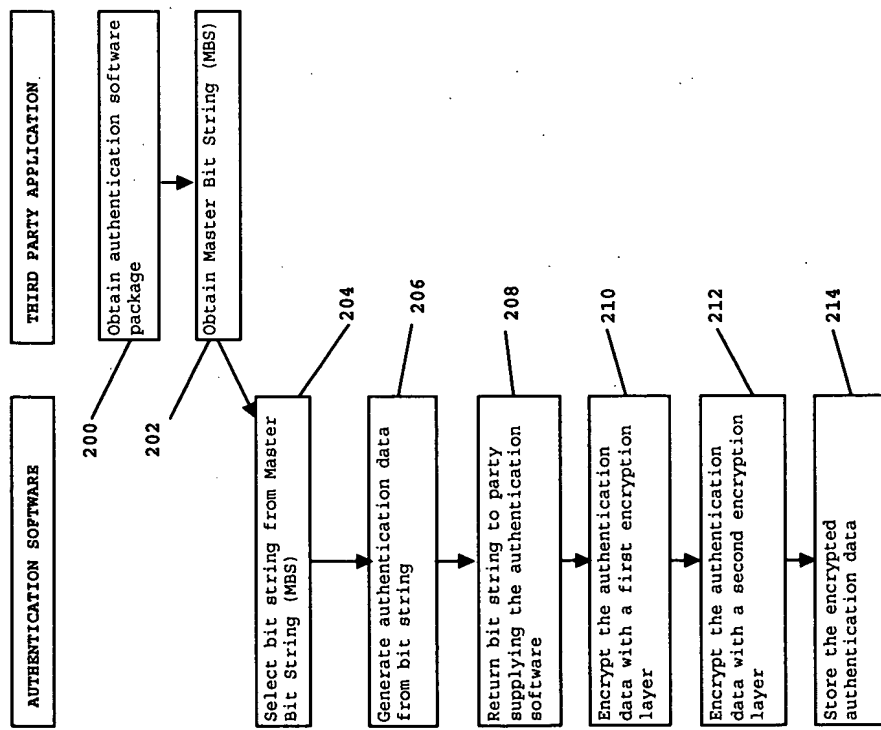 AUTHENTICATION SOFTWARE
THIRD PARTY APPLICATION
200
Obtain authentication software
package
202
Obtain Master Bit String (MBS)
Select bit string from Master
Bit String (MBS)
204
Generate authentication data
from bit string
206
Return bit string to party
supplying the authentication
software
208
Encrypt the authentication
data with a first encryption
layer
210
Encrypt the authentication
data with a second encryption
layer
212
Store the encrypted
authentication data
214